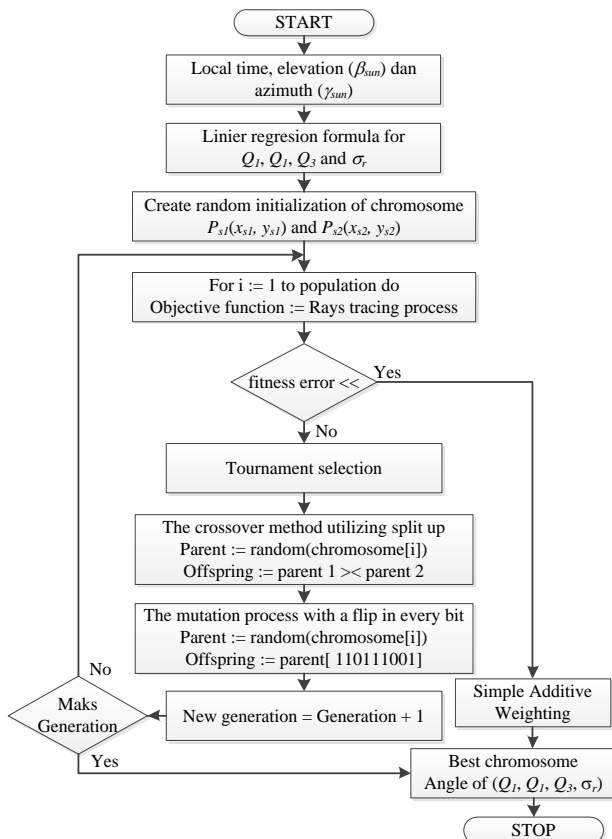 START
Local time, elevation (βsun) dan
azimuth (γsun)
Linier regresion formula for
Q1, Q1, Q3 and σr
Create random initialization of chromosome
Ps1(xs1, ys1) and Ps2(xs2, ys2)
For i := 1 to population do
Objective function := Rays tracing process
fitness error <<
Yes
No
Tournament selection
The crossover method utilizing split up
Parent := random(chromosome[i])
Offspring := parent 1 >< parent 2
The mutation process with a flip in every bit
Parent := random(chromosome[i])
Offspring := parent[ 110111001]
No
Maks
Generation
New generation = Generation + 1
Simple Additive
Weighting
Yes
Best chromosome
Angle of (Q1, Q1, Q3, σr)
STOP